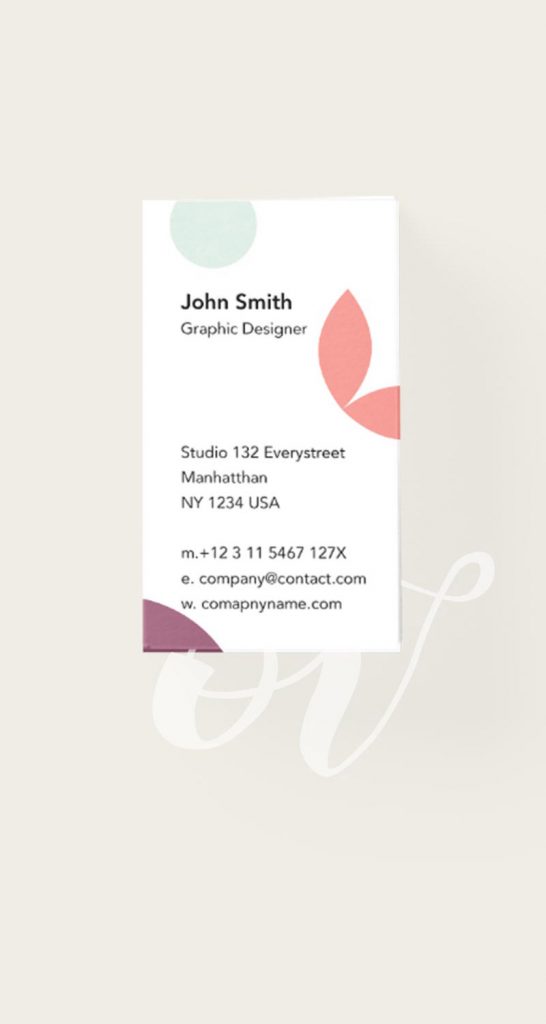 John Smith
Graphic Designer
Studio 132 Everystreet
Manhatthan
NY 1234 USA
m.+12 3 11 5467 127X
e. company@contact.com
w. comapnyname.com